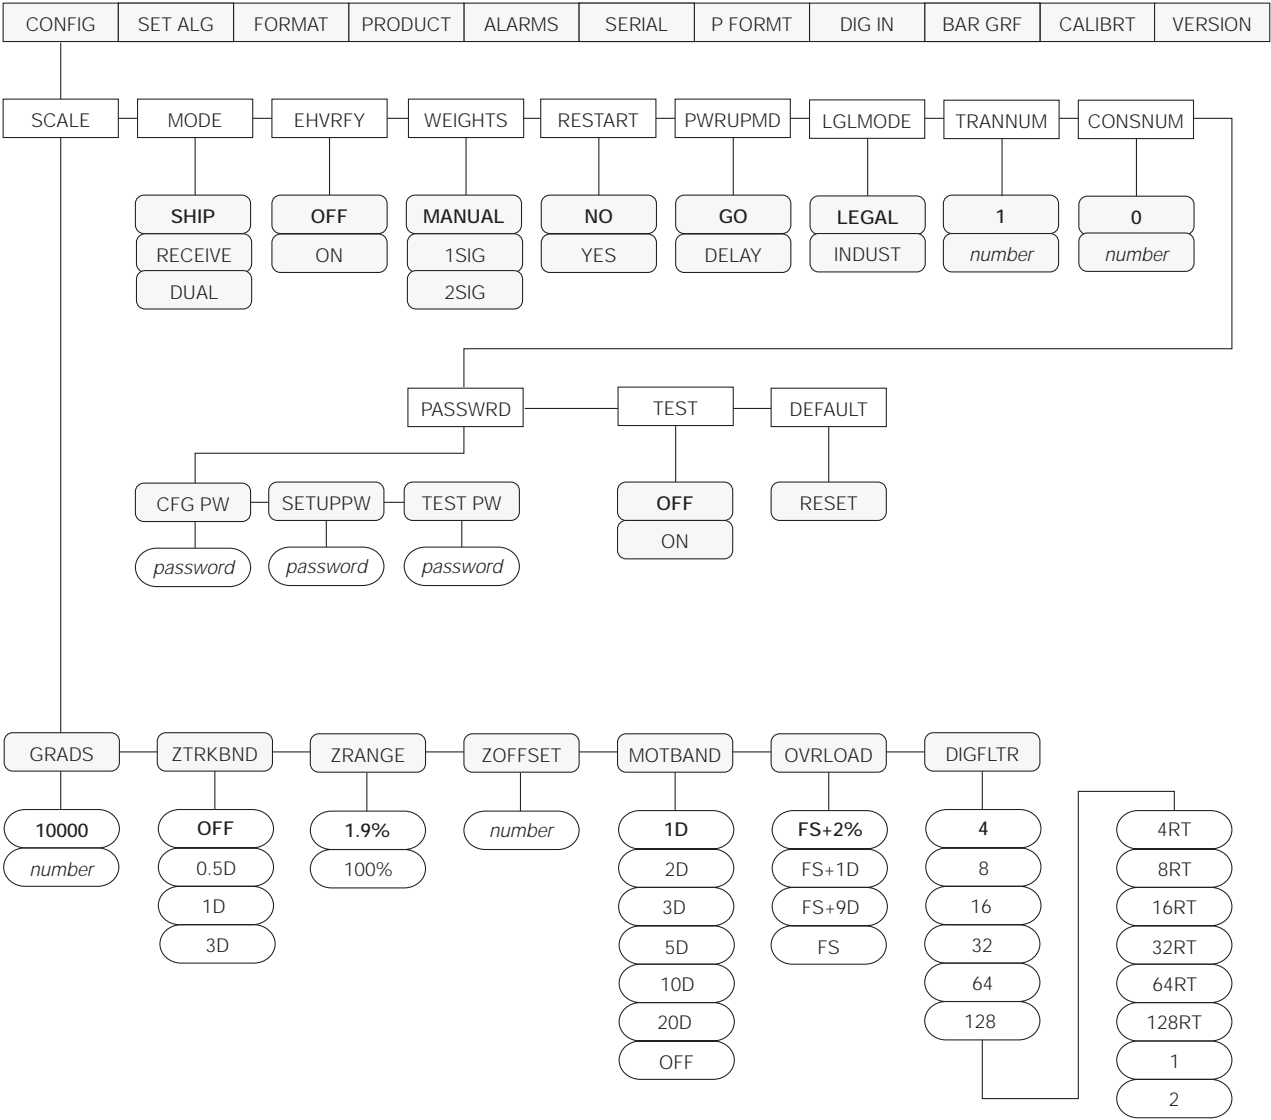 CONFIG SET ALG FORMAT PRODUCT ALARMS SERIAL P FORMT DIG IN BAR GRF CALIBRT VERSION
SCALE MODE EHVRFY WEIGHTS RESTART PWRUPMD LGLMODE TRANNUM CONSNUM
SHIP OFF MANUAL NO GO LEGAL 1 0
RECEIVE ON 1SIG YES DELAY INDUST number number
DUAL 2SIG
PASSWRD TEST DEFAULT
CFG PW SETUPPW TEST PW OFF RESET
ON
password password password
GRADS ZTRKBND ZRANGE ZOFFSET MOTBAND OVRLOAD DIGFLTR
10000 OFF 1.9% number 1D FS+2% 4 4RT
number 0.5D 100% 2D FS+1D 8 8RT
1D 3D FS+9D 16 16RT
3D 5D FS 32 32RT
10D 64 64RT
20D 128 128RT
OFF 1
2